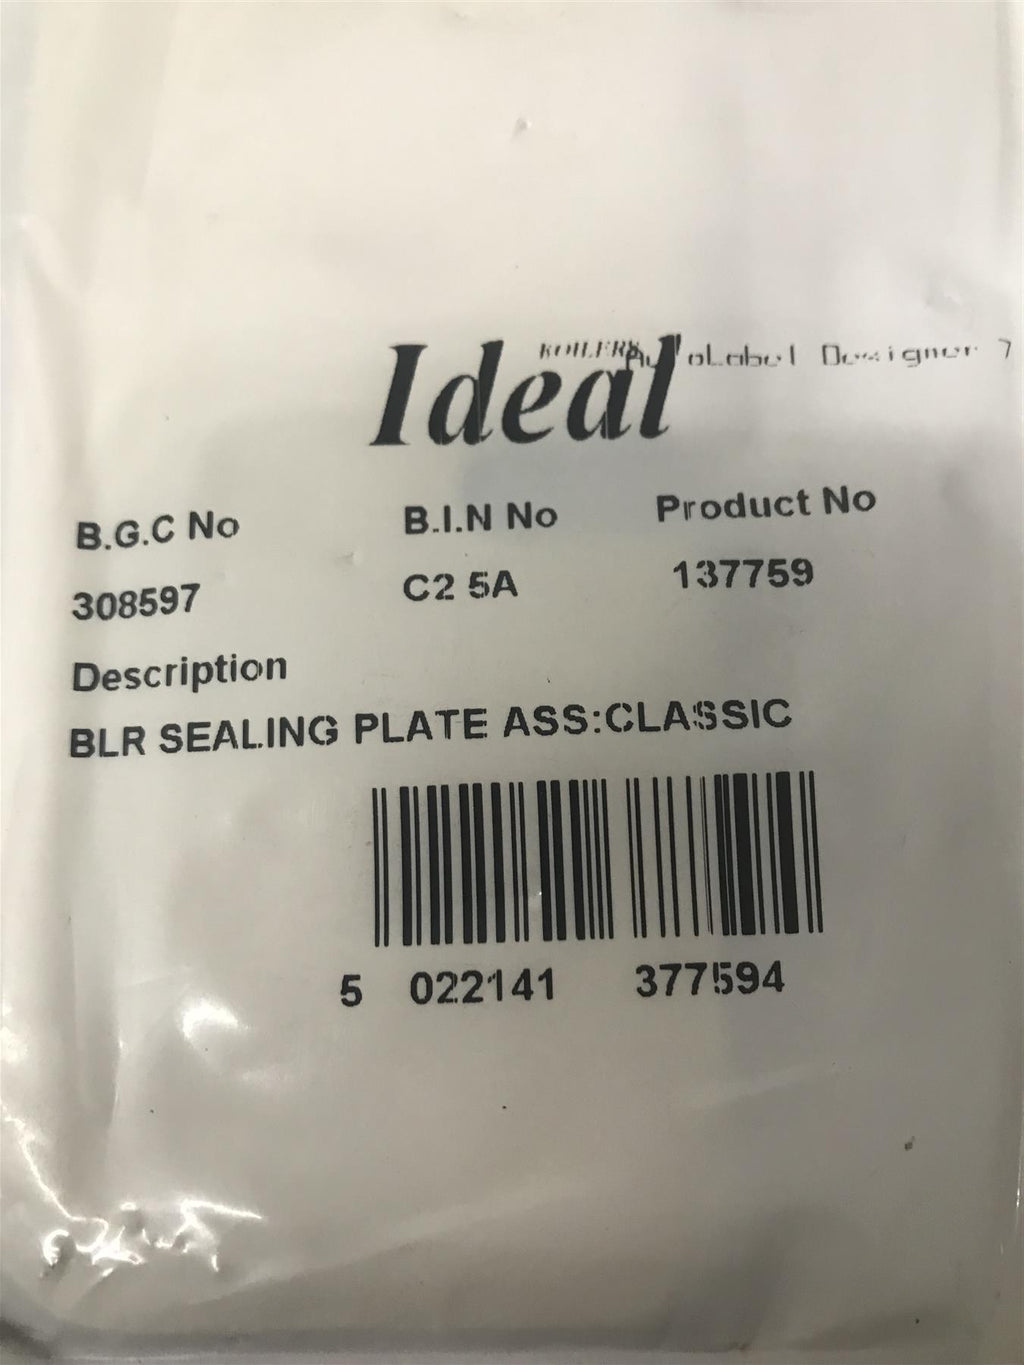 Ideal
BOILERS
AutoLabel Designer 7
B.G.C No B.I.N No Product No
308597 C2 5A 137759
Description
BLR SEALING PLATE ASS:CLASSIC
5 022141 377594